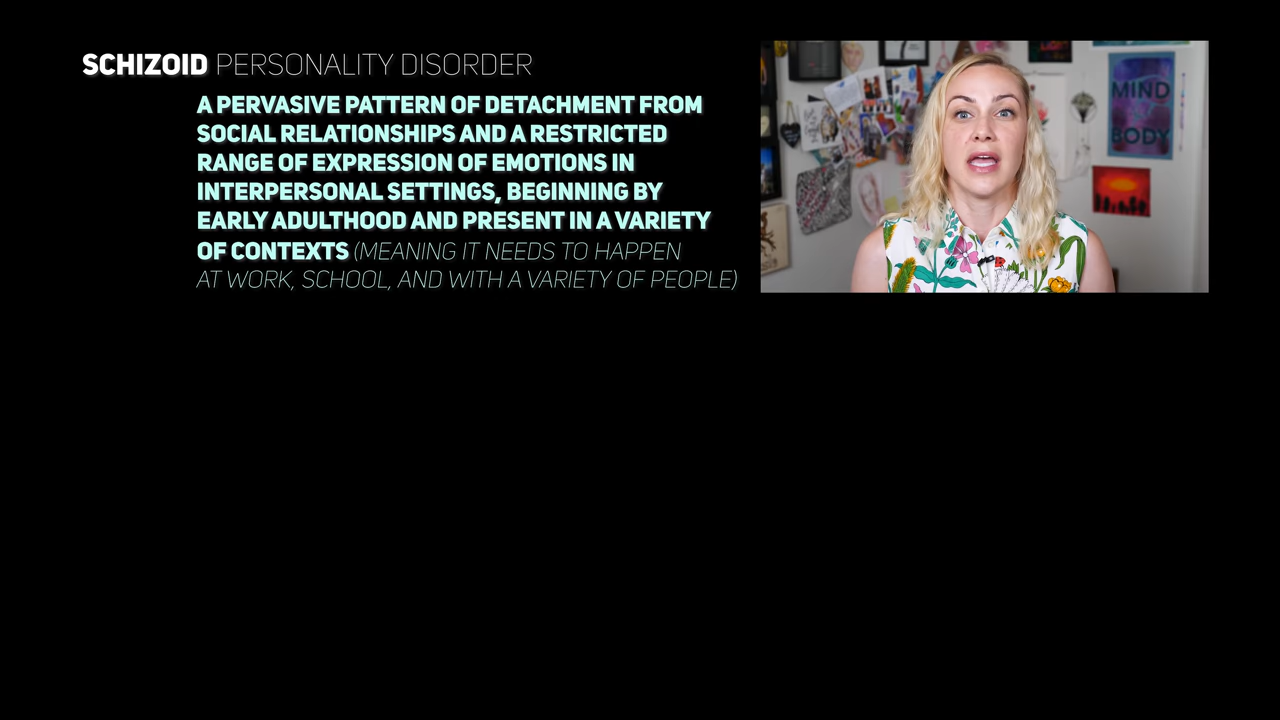 SCHIZOID PERSONALITY DISORDER
A PERVASIVE PATTERN OF DETACHMENT FROM
SOCIAL RELATIONSHIPS AND A RESTRICTED
RANGE OF EXPRESSION OF EMOTIONS IN
INTERPERSONAL SETTINGS, BEGINNING BY
EARLY ADULTHOOD AND PRESENT IN A VARIETY
OF CONTEXTS (MEANING IT NEEDS TO HAPPEN
AT WORK, SCHOOL, AND WITH A VARIETY OF PEOPLE)
MIND
BODY